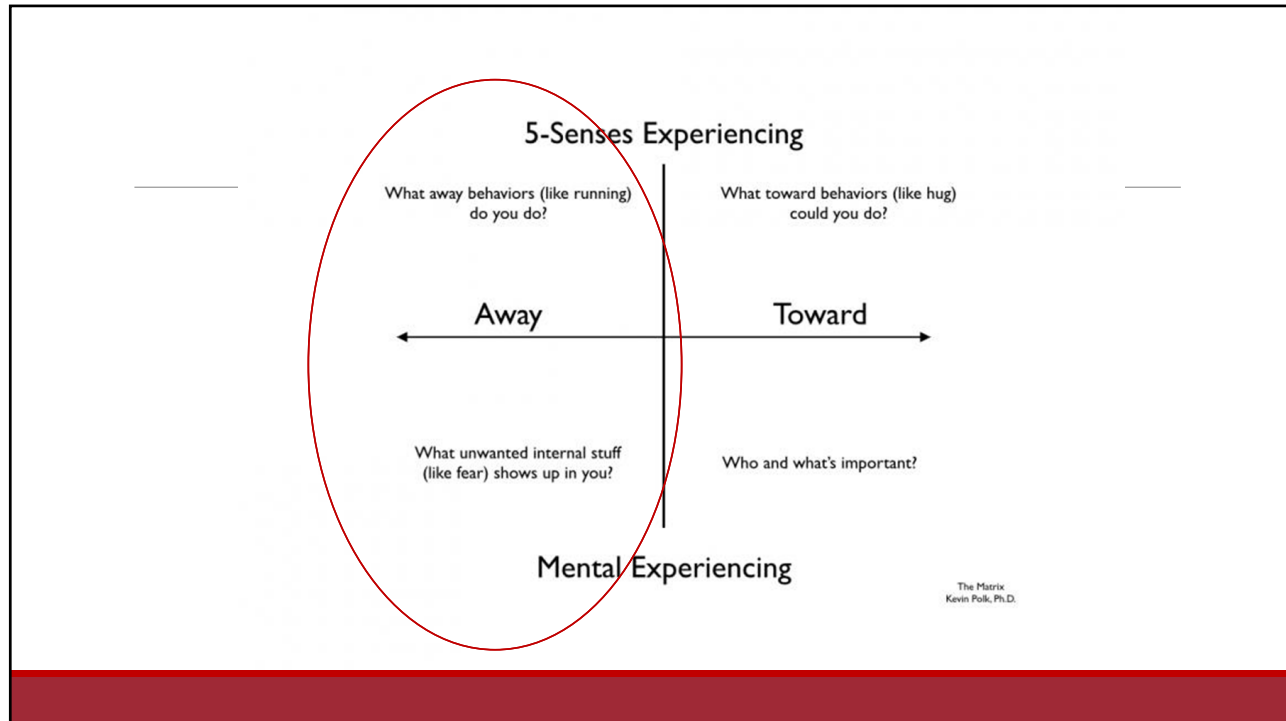 5-Senses Experiencing
What away behaviors (like running)
do you do?
What toward behaviors (like hug)
could you do?
Away
Toward
What unwanted internal stuff
(like fear) shows up in you?
Who and what's important?
Mental Experiencing
The Matrix
Kevin Polk, Ph.D.